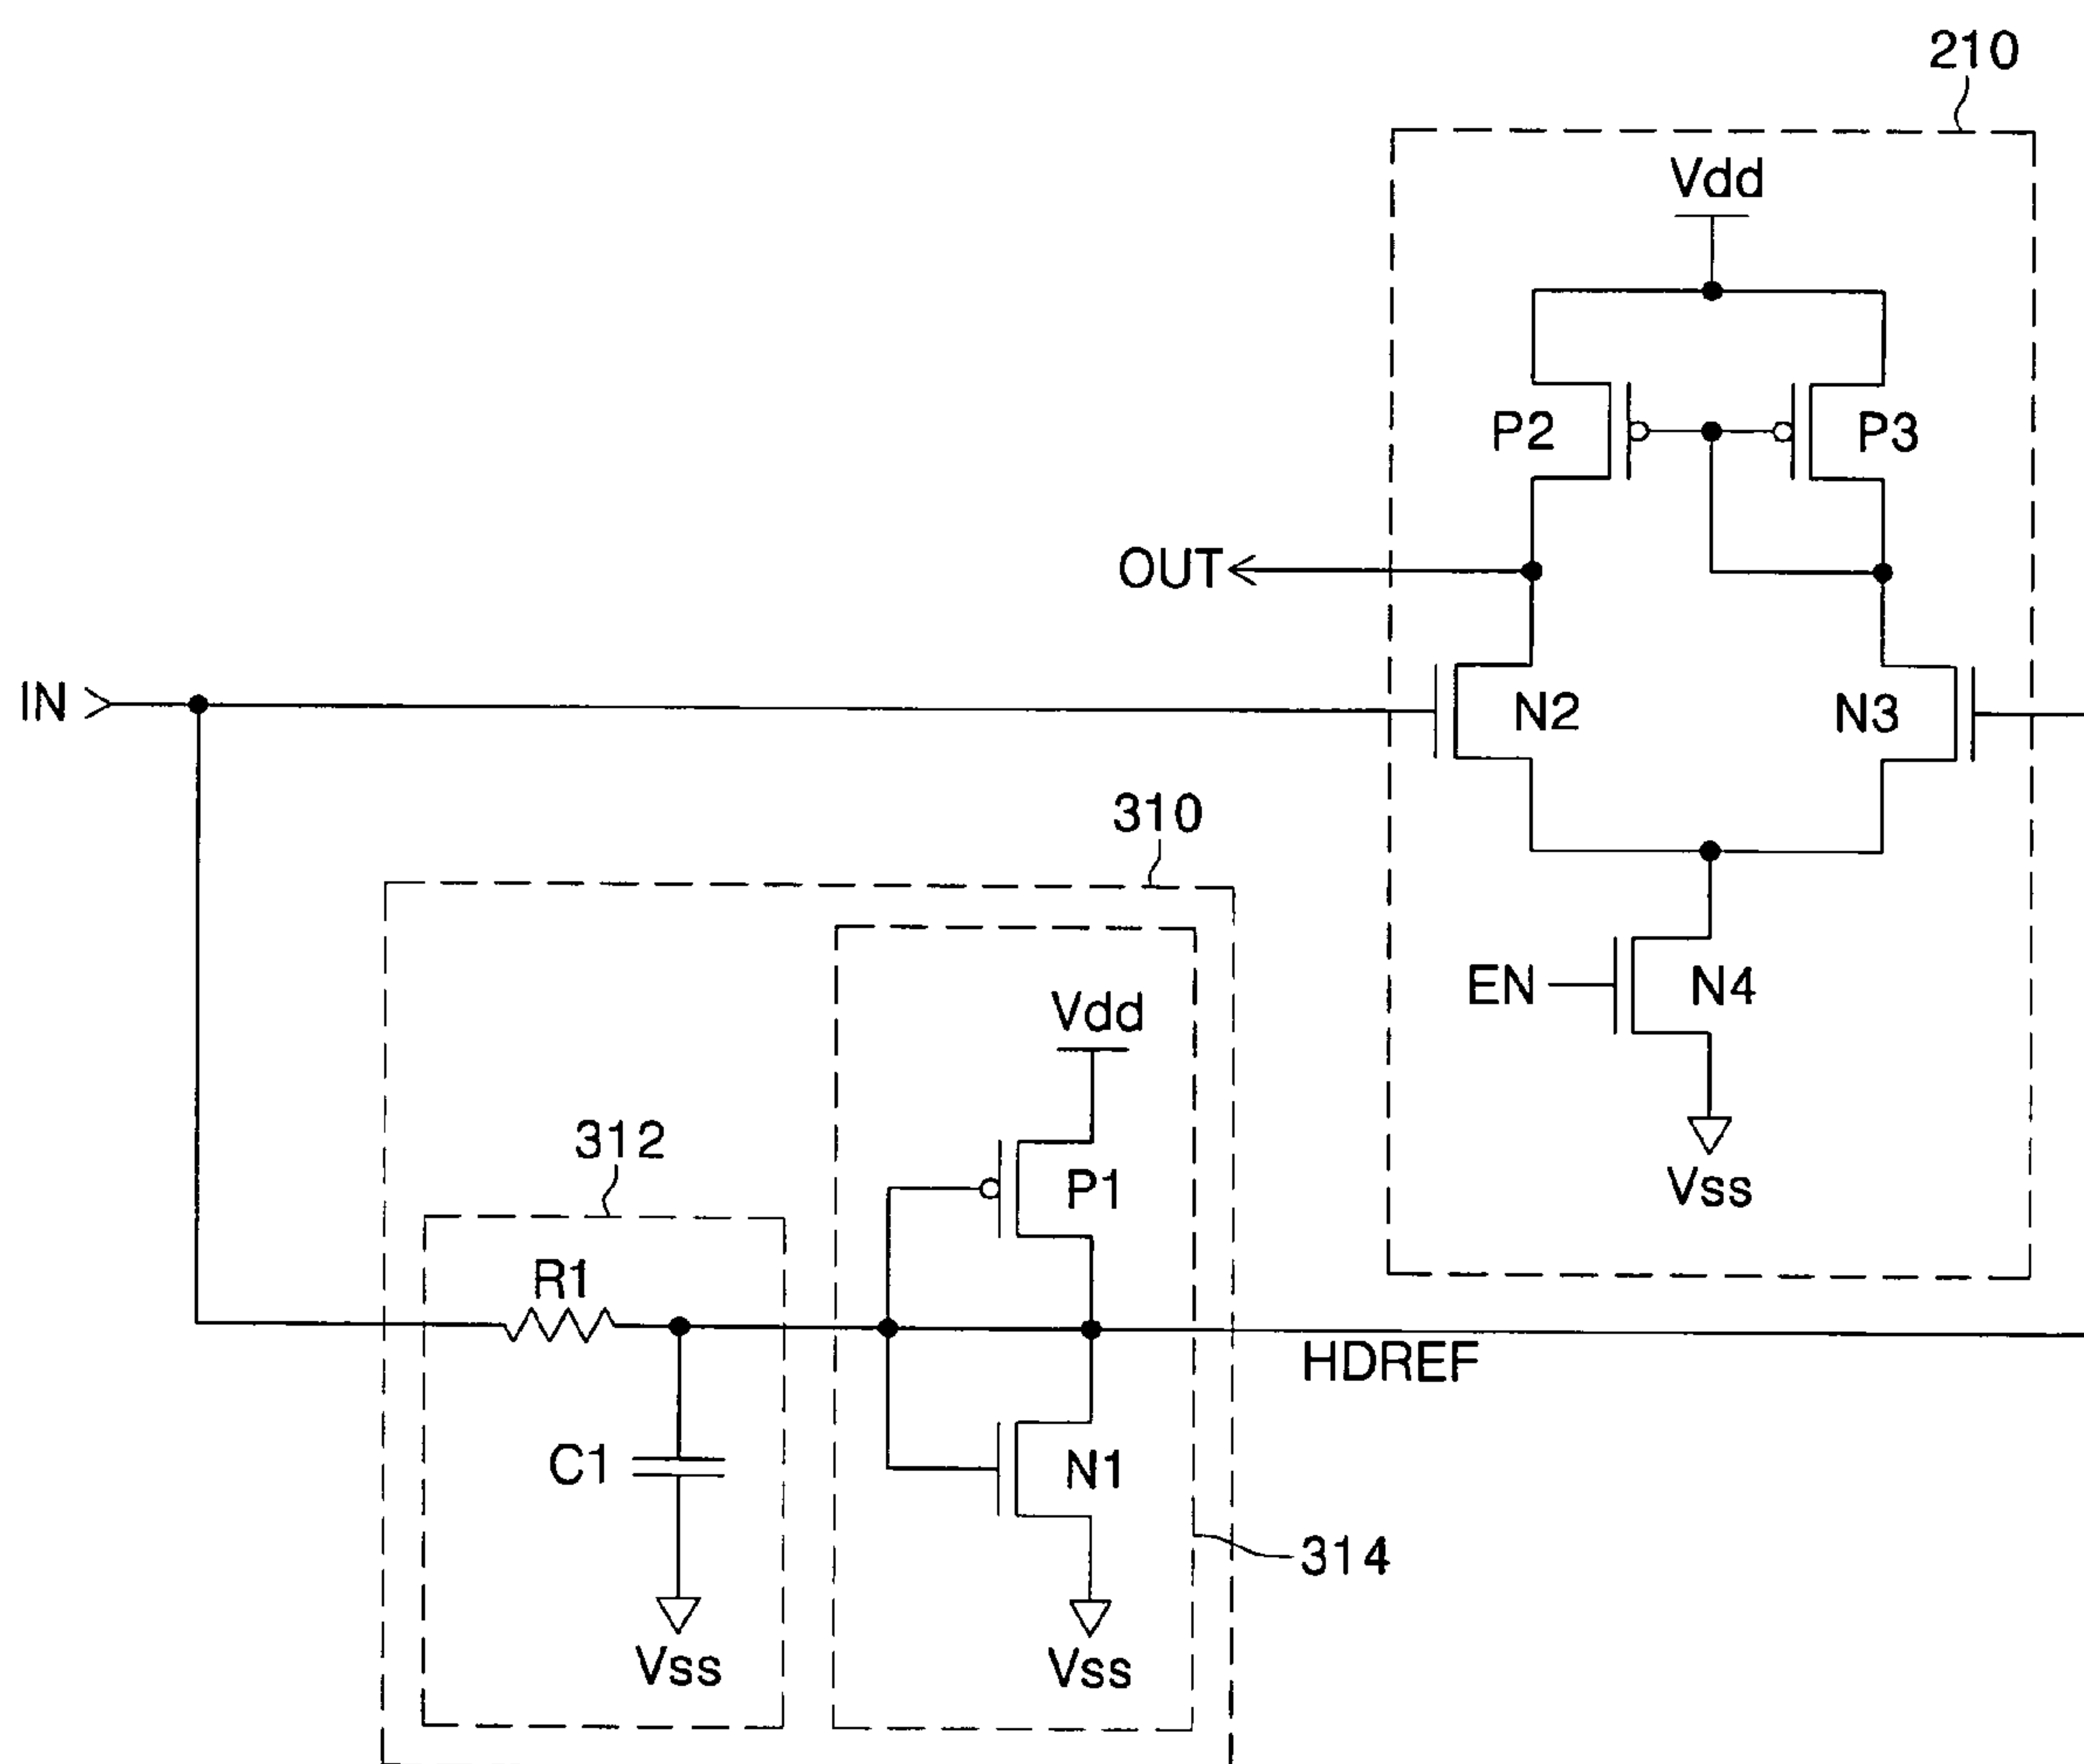 210
Vdd
P2
P3
OUT
IN
N2
N3
310
EN
N4
Vdd
312
P1
Vss
R1
HDREF
C1
N1
314
Vss
Vss